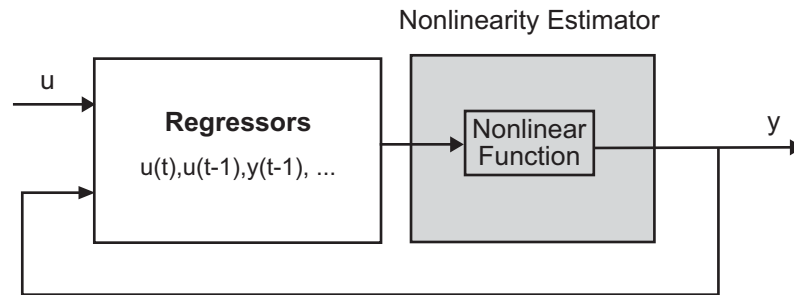 Nonlinearity Estimator
u
Regressors
u(t),u(t-1),y(t-1), ...
Nonlinear
Function
y